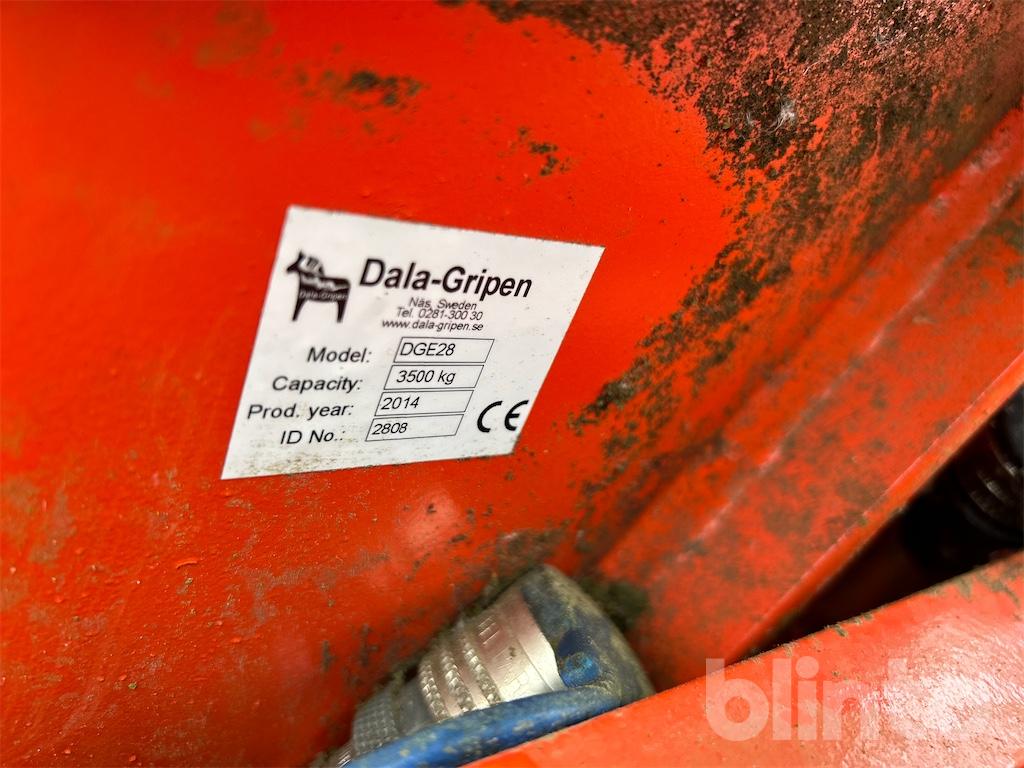 Dala-Gripen
Dala-Gripen
Nås, Sweden
Tel. 0281-300 30
www.dala-gripen.se
Model: DGE28
Capacity: 3500 kg
Prod. year: 2014
ID No.: 2808
CE
blinto